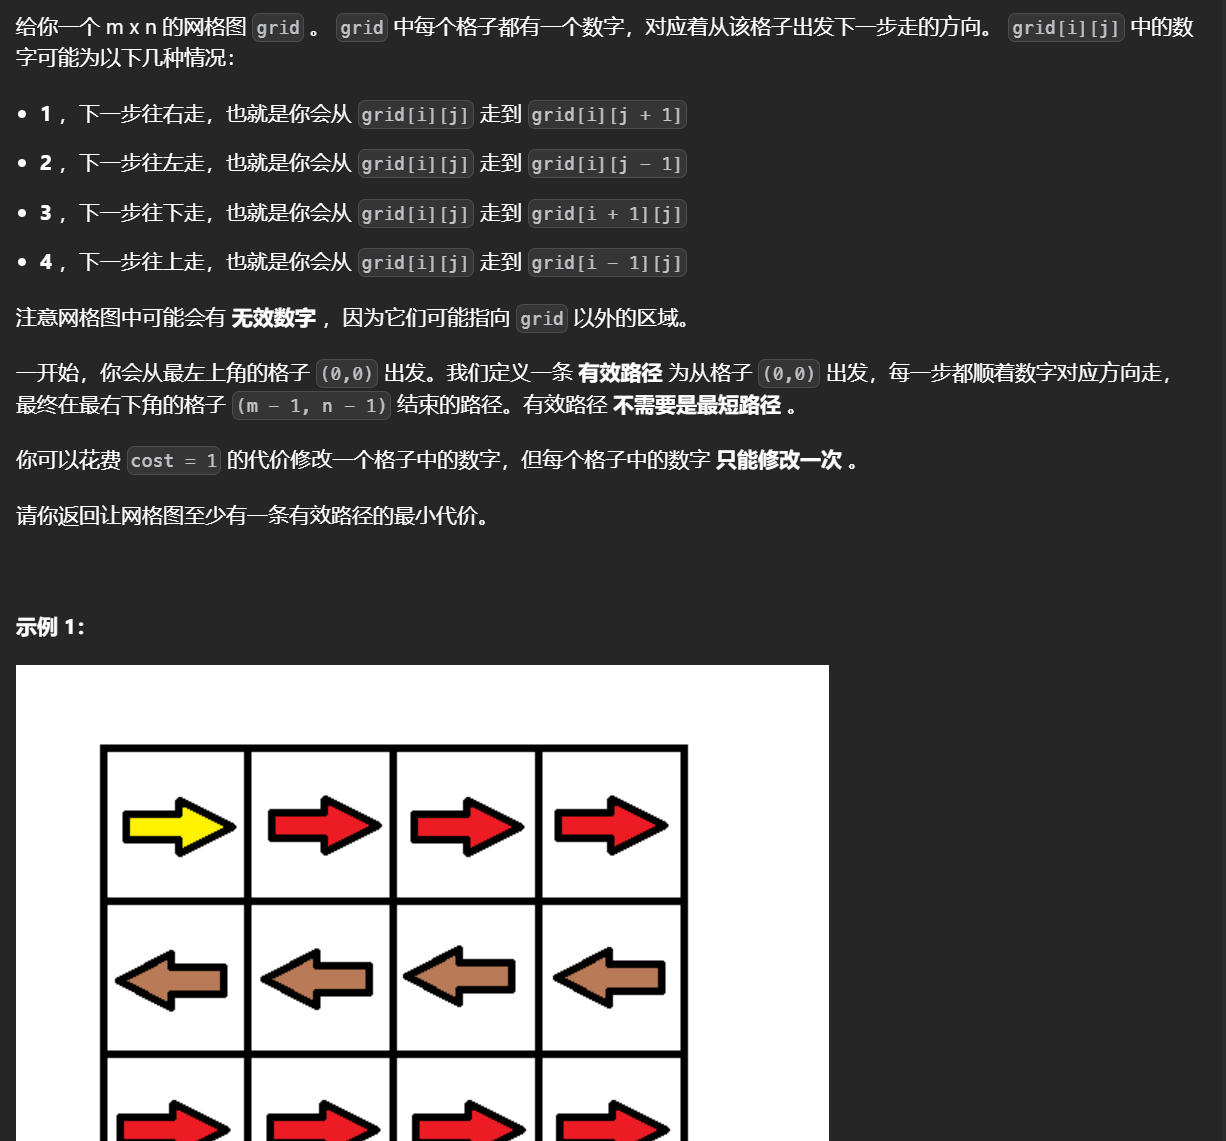 给你一个 m x n 的网格图 grid 。 grid 中每个格子都有一个数字，对应着从该格子出发下一步走的方向。 grid[i][j] 中的数
字可能为以下几种情况：
• 1 ，下一步往右走，也就是你会从 grid[i][j] 走到 grid[i][j + 1]
• 2 ，下一步往左走，也就是你会从 grid[i][j] 走到 grid[i][j - 1]
• 3 ，下一步往下走，也就是你会从 grid[i][j] 走到 grid[i + 1][j]
• 4 ，下一步往上走，也就是你会从 grid[i][j] 走到 grid[i - 1][j]
注意网格图中可能会有 无效数字 ，因为它们可能指向 grid 以外的区域。
一开始，你会从最左上角的格子 (0,0) 出发。我们定义一条 有效路径 为从格子 (0,0) 出发，每一步都顺着数字对应方向走，
最终在最右下角的格子 (m - 1, n - 1) 结束的路径。有效路径 不需要是最短路径 。
你可以花费 cost = 1 的代价修改一个格子中的数字，但每个格子中的数字 只能修改一次 。
请你返回让网格图至少有一条有效路径的最小代价。
示例 1：